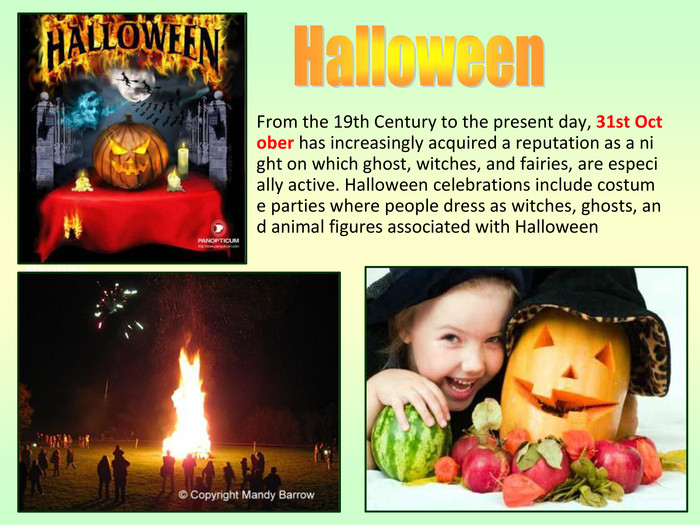 HALLOWEEN
Halloween
From the 19th Century to the present day, 31st Oct
ober has increasingly acquired a reputation as a ni
ght on which ghost, witches, and fairies, are especi
ally active. Halloween celebrations include costum
e parties where people dress as witches, ghosts, an
d animal figures associated with Halloween
PANOPTICUM
© Copyright Mandy Barrow